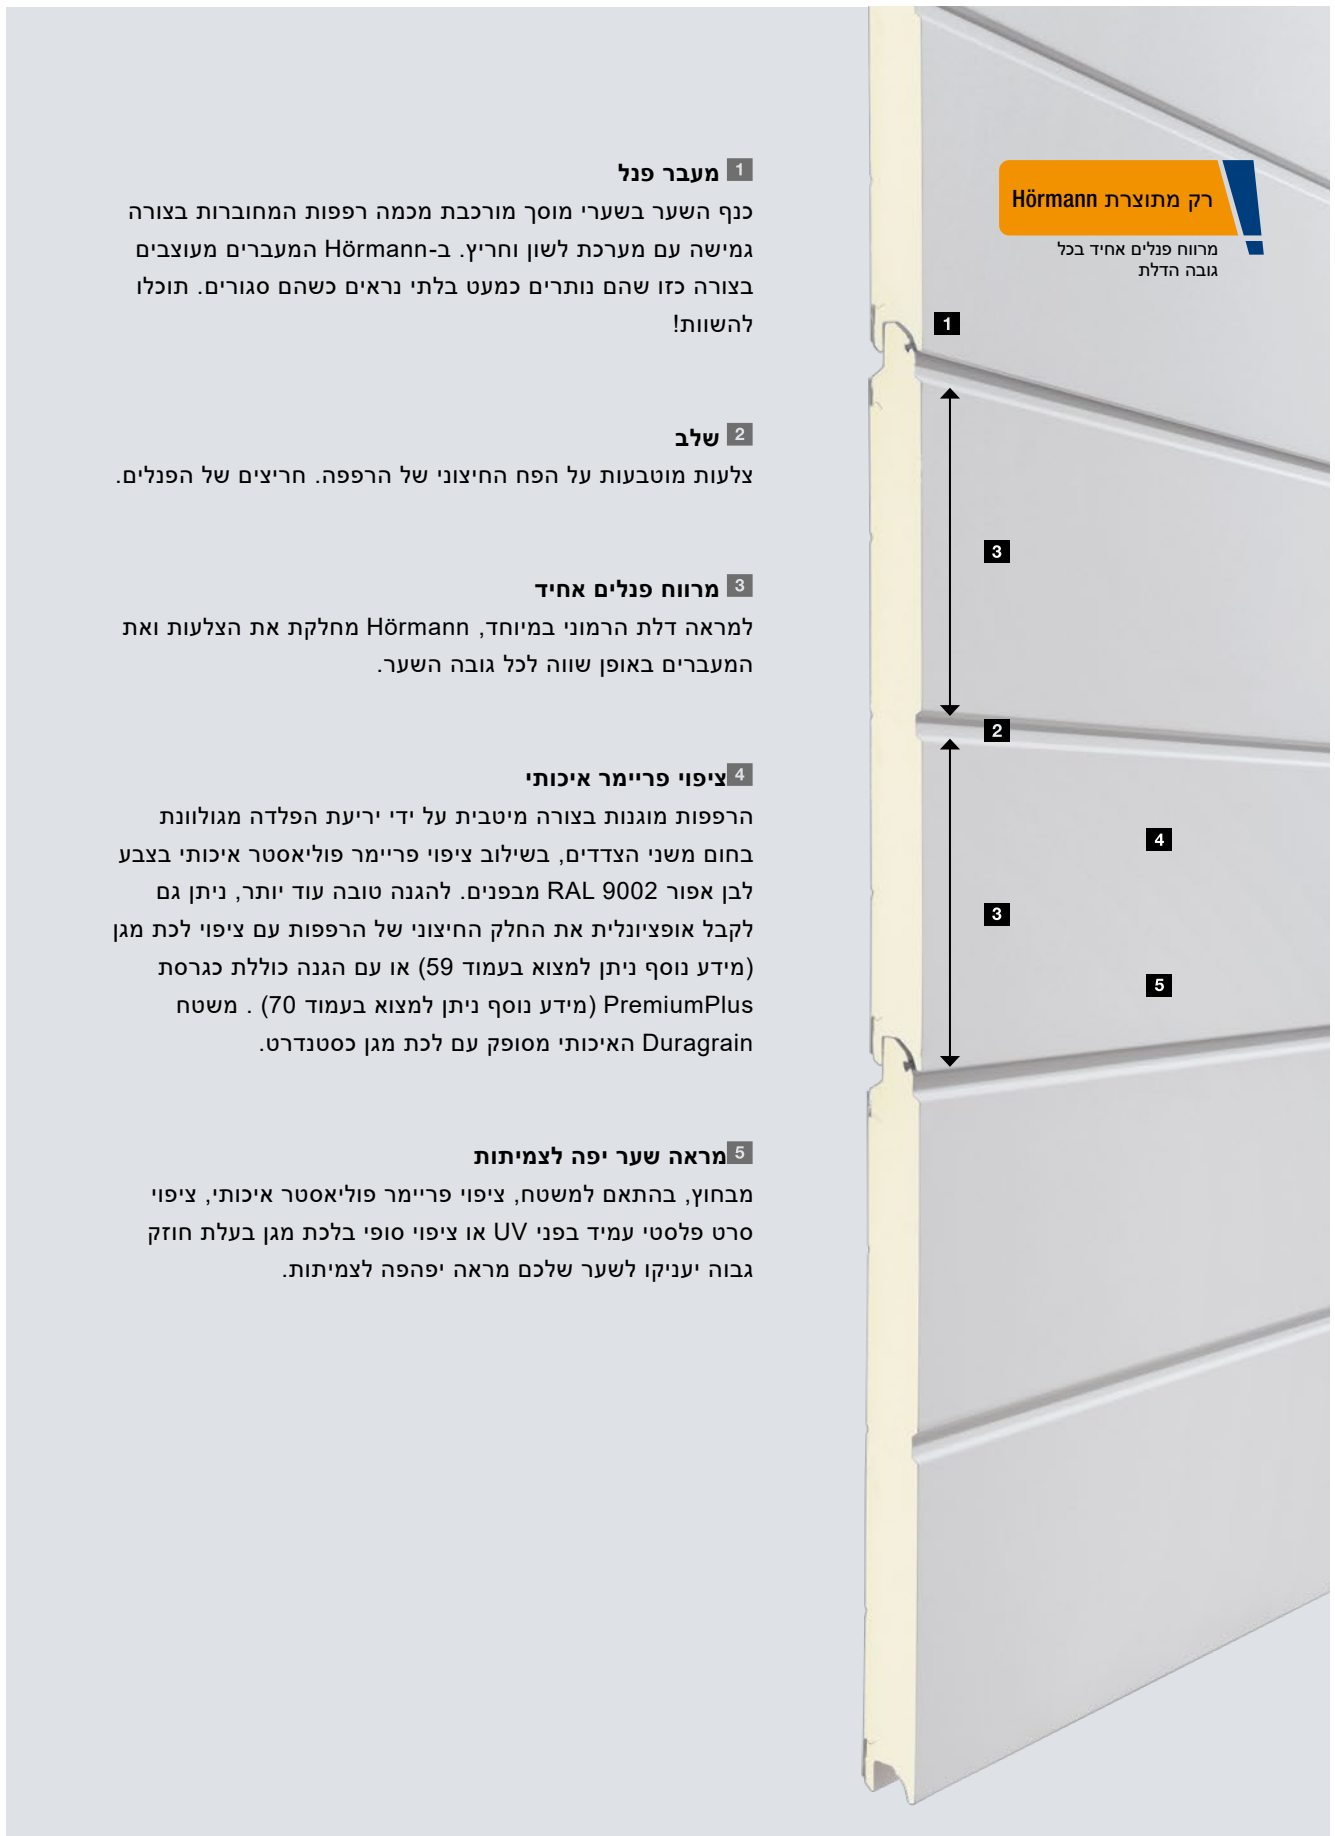 רק מתוצרת Hörmann
מרווח פנלים אחיד בכל
גובה הדלת
1 מעבר פנל
כנף השער בשערי מוסך מורכבת מכמה רפפות המחוברות בצורה
גמישה עם מערכת לשון וחריץ. ב-Hörmann המעברים מעוצבים
בצורה כזו שהם נותרים כמעט בלתי נראים כשהם סגורים. תוכלו
להשוות!
2 שלב
צלעות מוטבעות על הפח החיצוני של הרפפה. חריצים של הפנלים.
3 מרווח פנלים אחיד
למראה דלת הרמוני במיוחד, Hörmann מחלקת את הצלעות ואת
המעברים באופן שווה לכל גובה השער.
4 ציפוי פריימר איכותי
הרפפות מוגנות בצורה מיטבית על ידי יריעת הפלדה מגולוונת
בחום משני הצדדים, בשילוב ציפוי פריימר פוליאסטר איכותי בצבע
לבן אפור RAL 9002 מבפנים. להגנה טובה עוד יותר, ניתן גם
לקבל אופציונלית את החלק החיצוני של הרפפות עם ציפוי לכת מגן
(מידע נוסף ניתן למצוא בעמוד 59) או עם הגנה כוללת כגרסת
PremiumPlus (מידע נוסף ניתן למצוא בעמוד 70) . משטח
Duragrain האיכותי מסופק עם לכת מגן כסטנדרט.
5 מראה שער יפה לצמיתות
מבחוץ, בהתאם למשטח, ציפוי פריימר פוליאסטר איכותי, ציפוי
סרט פלסטי עמיד בפני UV או ציפוי סופי בלכת מגן בעלת חוזק
גבוה יעניקו לשער שלכם מראה יפהפה לצמיתות.
1
3
2
4
3
5